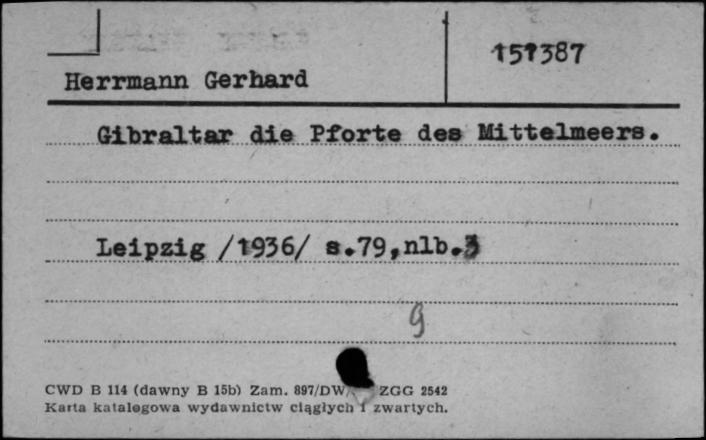 151387
Herrmann Gerhard
Gibraltar die Pforte des Mittelmeers.
Leipzig /1936/ s.79,nlb.3
g
CWD B 114 (dawny B 15b) Zam. 897/DW/ ZGG 2542
Karta katalogowa wydawnictw ciągłych i zwartych.